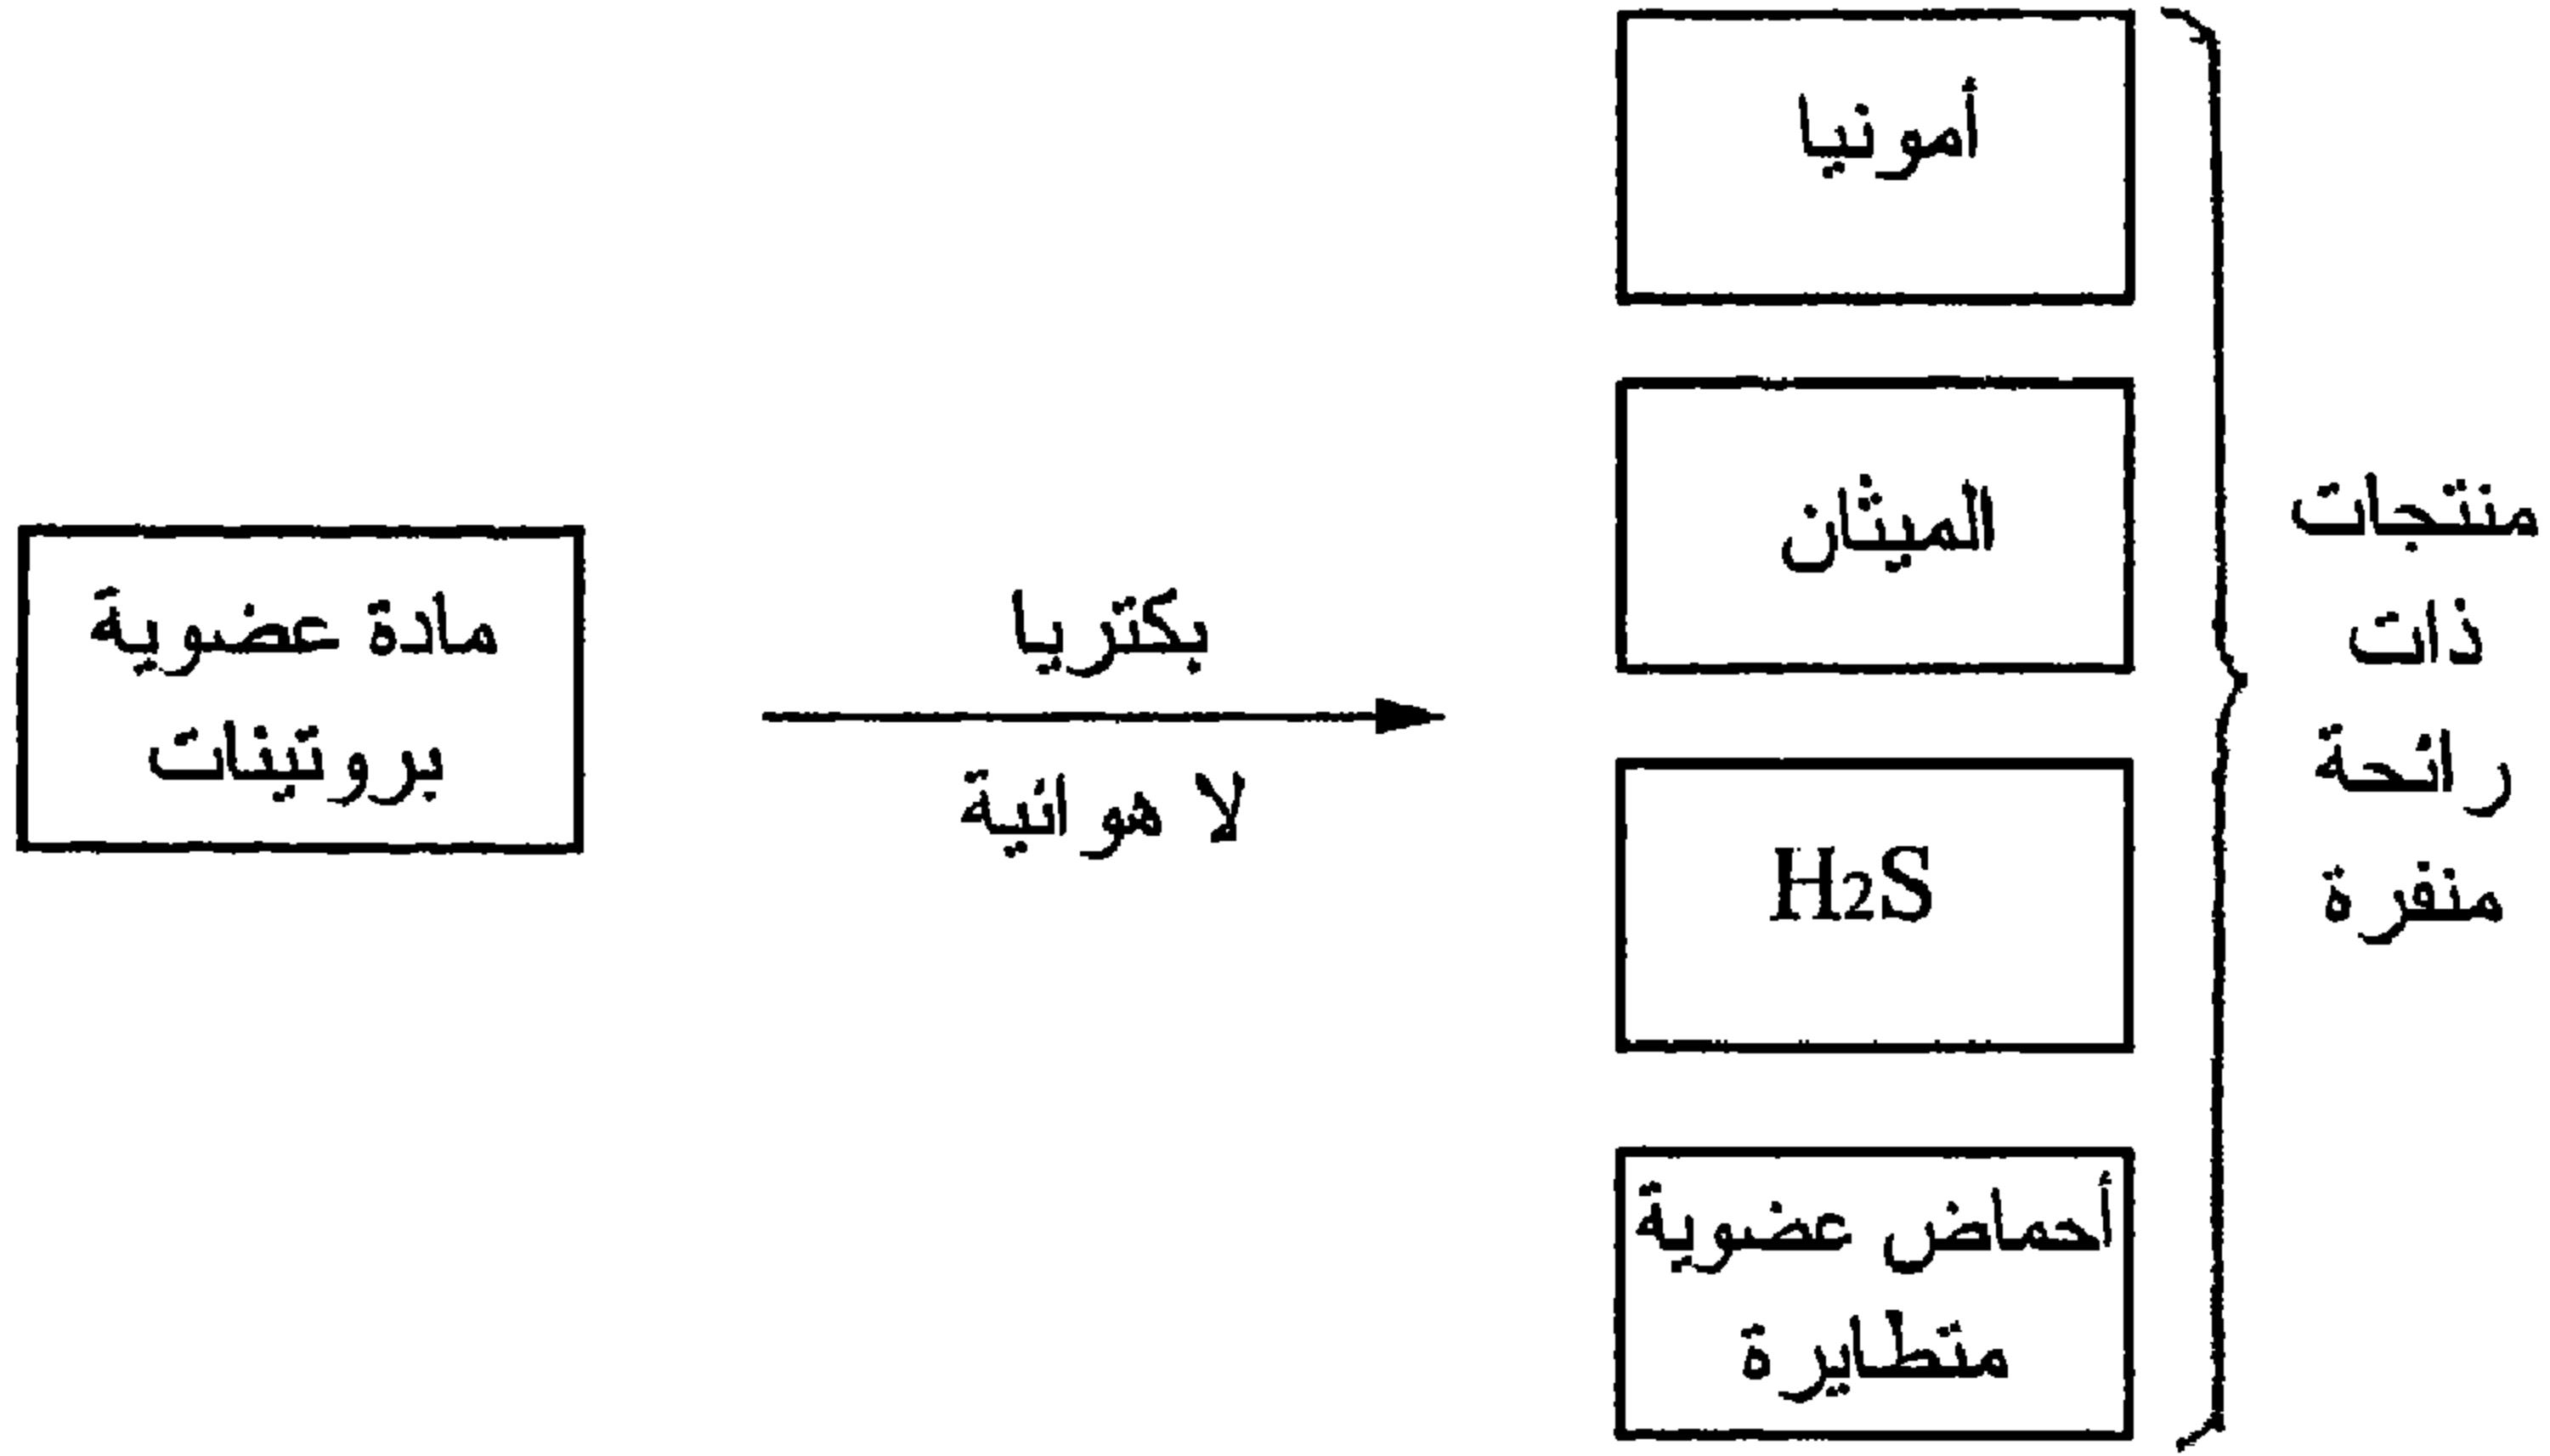 مادة عضوية
بروتينات
بكتريا
لا هوائية
أمونيا
الميثان
H₂S
أحماض عضوية
متطايرة
منتجات
ذات
رائحة
منفرة